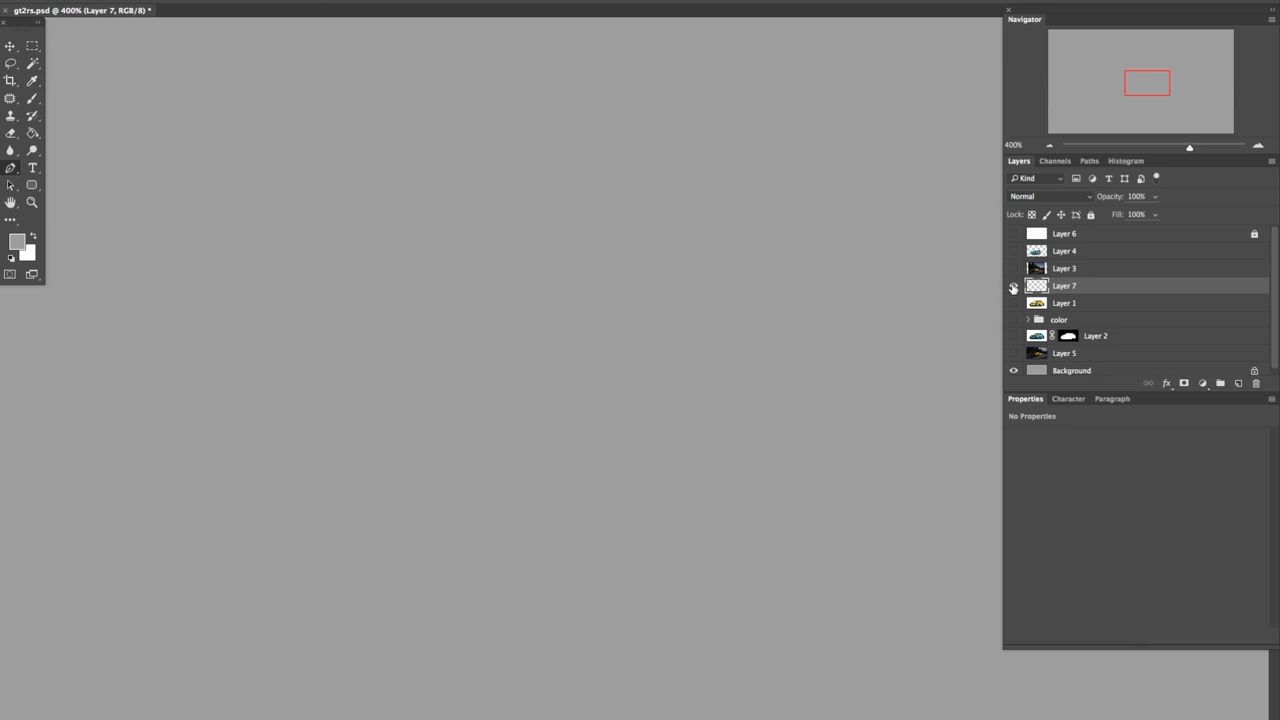 gt2rs.psd @ 400% (Layer 7, RGB/8) *
Navigator
400%
Layers Channels Paths Histogram
Kind
Normal Opacity: 100%
Lock: Fill: 100%
Layer 6
Layer 4
Layer 3
Layer 7
Layer 1
color
Layer 2
Layer 5
Background
fx
Properties Character Paragraph
No Properties